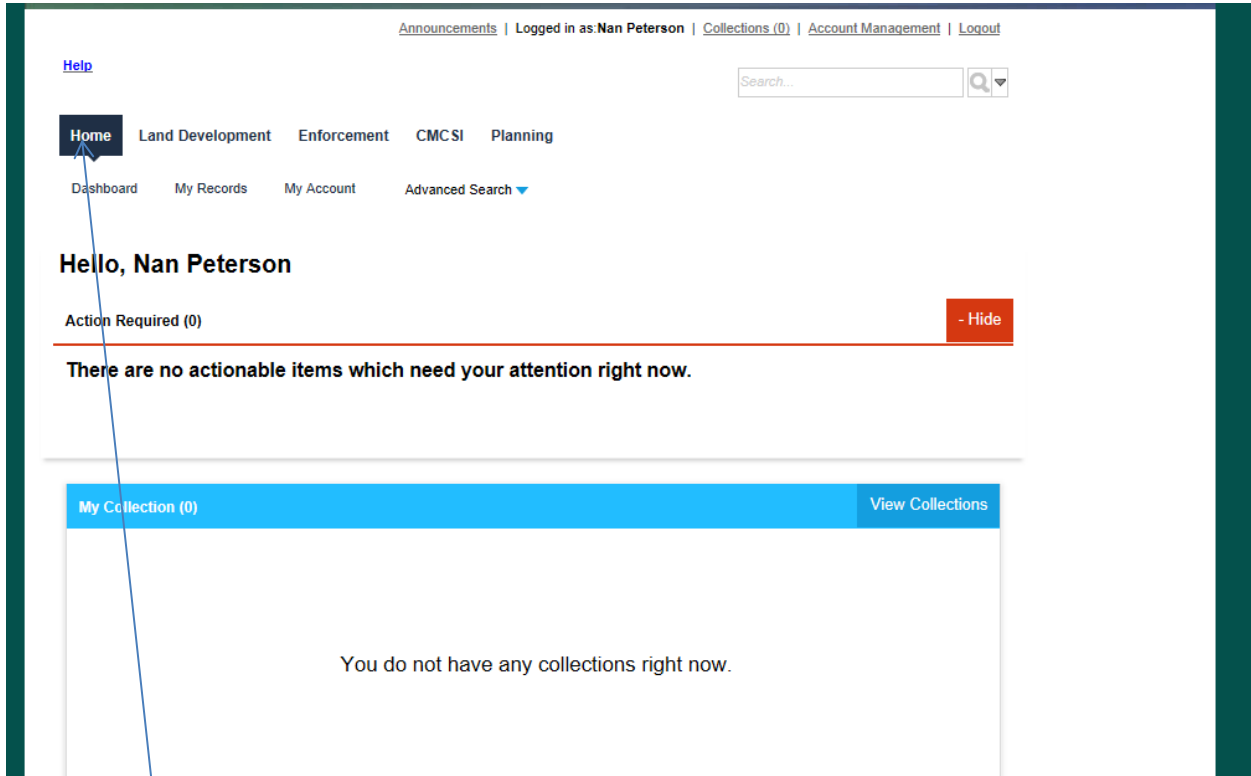 Announcements | Logged in as:Nan Peterson | Collections (0) | Account Management | Logout
Help
Search...
Home Land Development Enforcement CMCSI Planning
Dashboard My Records My Account Advanced Search
Hello, Nan Peterson
Action Required (0) - Hide
There are no actionable items which need your attention right now.
My Collection (0) View Collections
You do not have any collections right now.